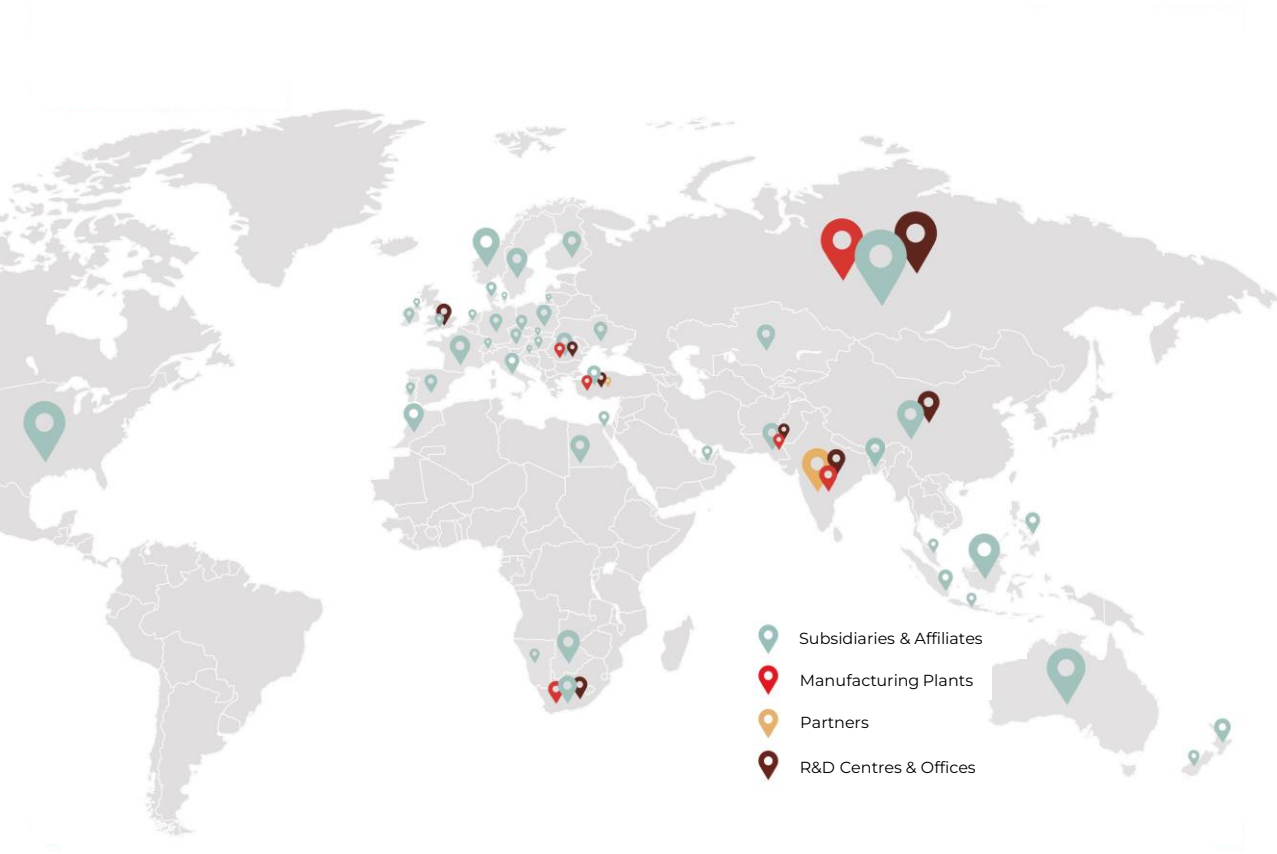 Subsidiaries & Affiliates
Manufacturing Plants
Partners
R&D Centres & Offices